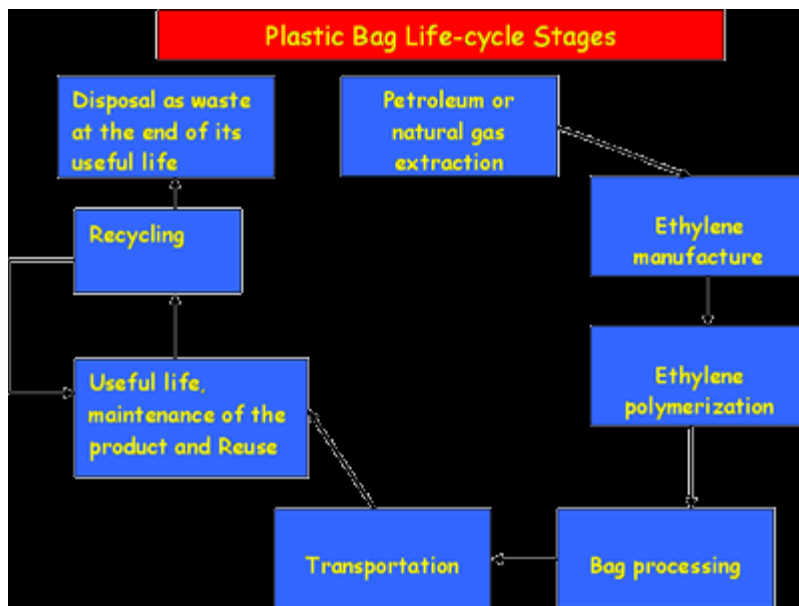 Plastic Bag Life-cycle Stages
Disposal as waste
at the end of its
useful life
Petroleum or
natural gas
extraction
Recycling
Ethylene
manufacture
Useful life,
maintenance of the
product and Reuse
Ethylene
polymerization
Transportation
Bag processing